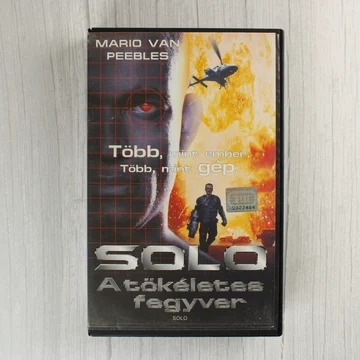 MARIO VAN
PEEBLES
Több, mint ember.
Több, mint gép.
SOLO
A tökéletes
fegyver
SOLO